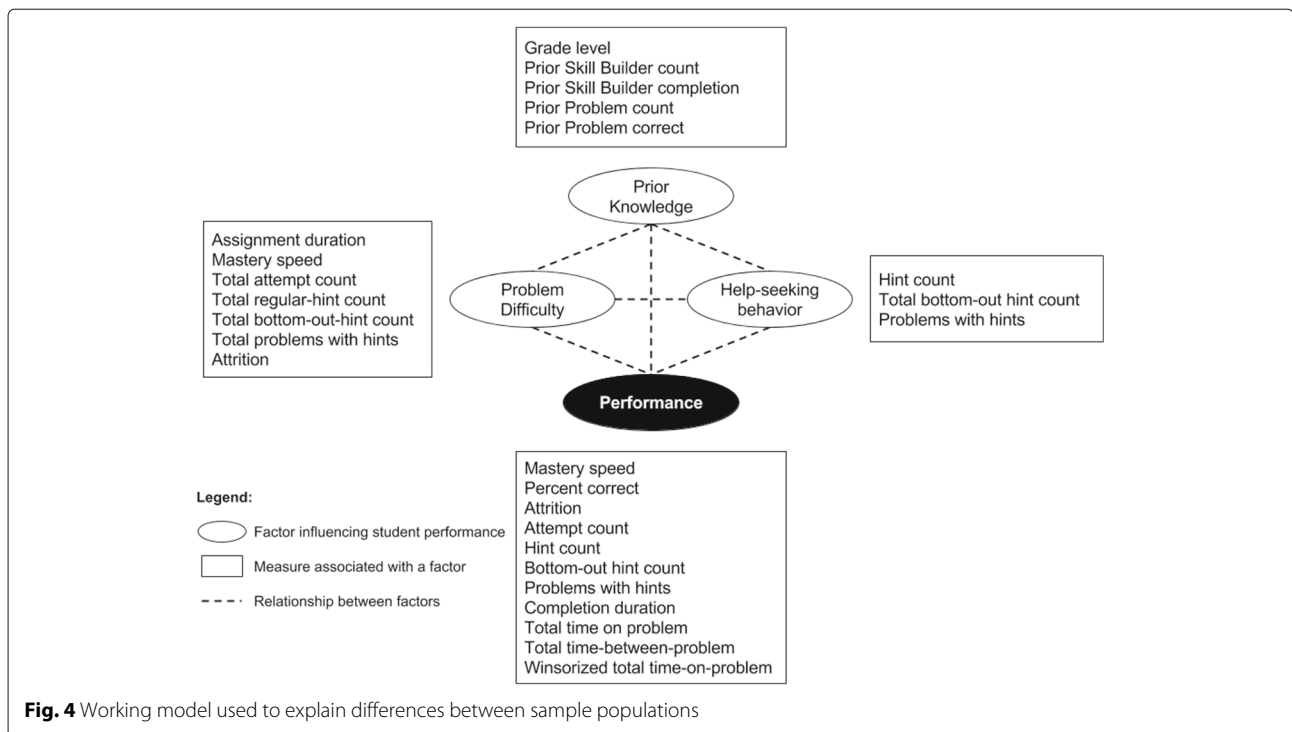 Grade level
Prior Skill Builder count
Prior Skill Builder completion
Prior Problem count
Prior Problem correct
Prior
Knowledge
Assignment duration
Mastery speed
Total attempt count
Total regular-hint count
Total bottom-out-hint count
Total problems with hints
Attrition
Problem
Difficulty
Help-seeking
behavior
Hint count
Total bottom-out hint count
Problems with hints
Performance
Mastery speed
Percent correct
Attrition
Attempt count
Hint count
Bottom-out hint count
Problems with hints
Completion duration
Total time on problem
Total time-between-problem
Winsorized total time-on-problem
Legend:
Factor influencing student performance
Measure associated with a factor
Relationship between factors
Fig. 4 Working model used to explain differences between sample populations